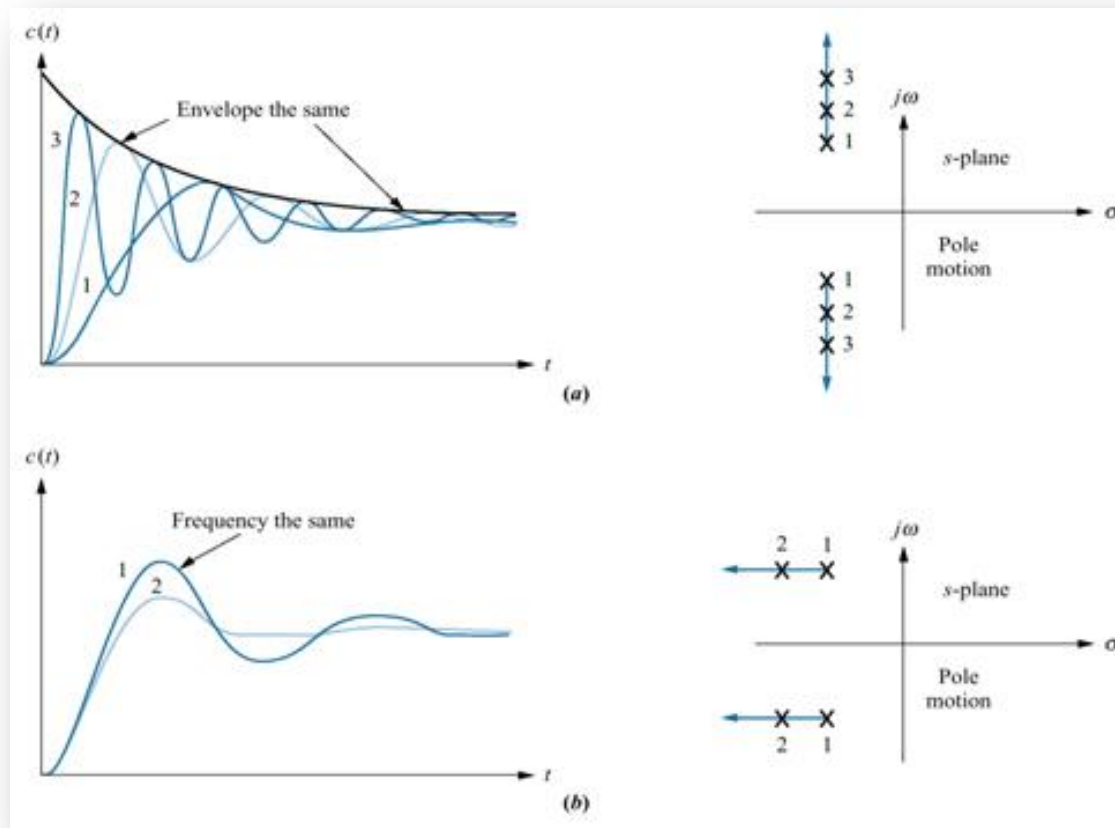 c(t)
Envelope the same
3
2
1
t
3
2
1
jω
s-plane
σ
Pole
motion
1
2
3
(a)
c(t)
Frequency the same
1
2
t
2 1
jω
s-plane
σ
Pole
motion
2 1
(b)